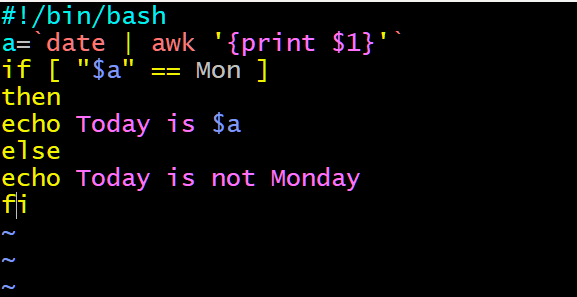 #!/bin/bash
a=`date | awk '{print $1}'`
if [ "$a" == Mon ]
then
echo Today is $a
else
echo Today is not Monday
fi
~
~
~